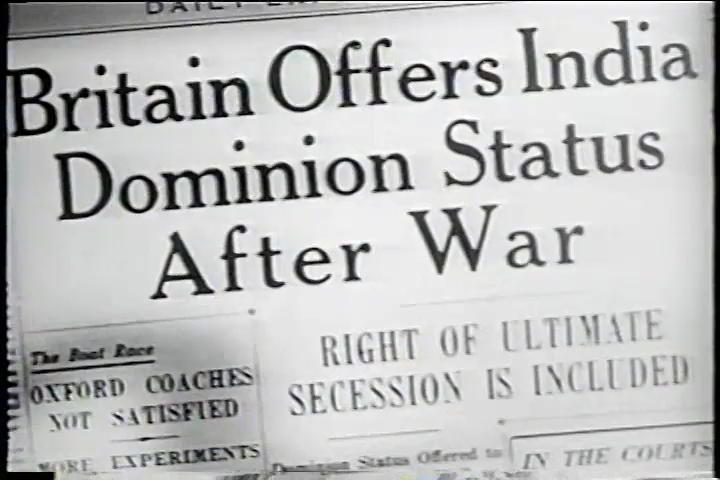 DAILY
Britain Offers India
Dominion Status
After War
RIGHT OF ULTIMATE
SECESSION IS INCLUDED
The Boat Race
OXFORD COACHES
NOT SATISFIED
MORE EXPERIMENTS
Dominion Status Offered to
IN THE COURTS